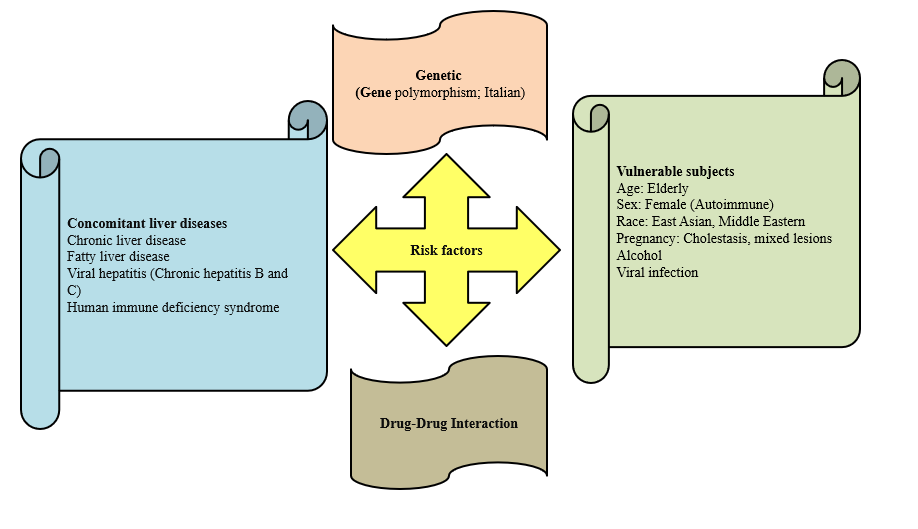 Genetic
(Gene polymorphism; Italian)
Concomitant liver diseases
Chronic liver disease
Fatty liver disease
Viral hepatitis (Chronic hepatitis B and
C)
Human immune deficiency syndrome
Risk factors
Vulnerable subjects
Age: Elderly
Sex: Female (Autoimmune)
Race: East Asian, Middle Eastern
Pregnancy: Cholestasis, mixed lesions
Alcohol
Viral infection
Drug-Drug Interaction